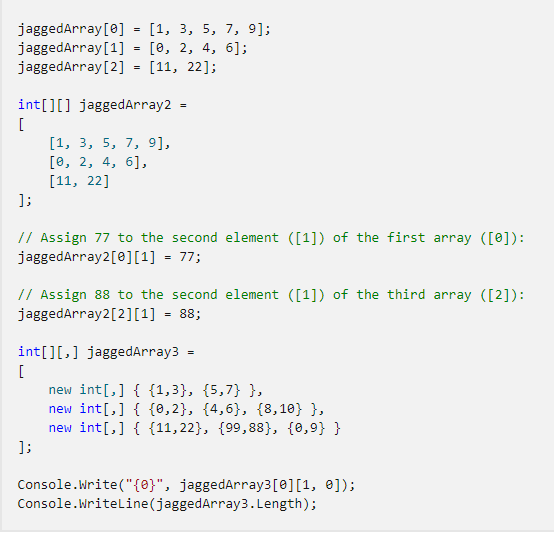 jaggedArray[0] = [1, 3, 5, 7, 9];
jaggedArray[1] = [0, 2, 4, 6];
jaggedArray[2] = [11, 22];

int[][] jaggedArray2 =
[
    [1, 3, 5, 7, 9],
    [0, 2, 4, 6],
    [11, 22]
];

// Assign 77 to the second element ([1]) of the first array ([0]):
jaggedArray2[0][1] = 77;

// Assign 88 to the second element ([1]) of the third array ([2]):
jaggedArray2[2][1] = 88;

int[][,] jaggedArray3 =
[
    new int[,] { {1,3}, {5,7} },
    new int[,] { {0,2}, {4,6}, {8,10} },
    new int[,] { {11,22}, {99,88}, {0,9} }
];

Console.Write("{0}", jaggedArray3[0][1, 0]);
Console.WriteLine(jaggedArray3.Length);